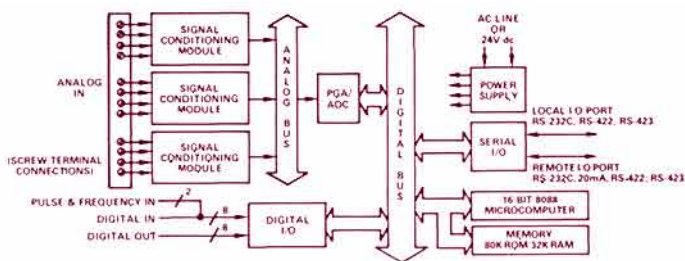 SIGNAL
CONDITIONING
MODULE
SIGNAL
CONDITIONING
MODULE
SIGNAL
CONDITIONING
MODULE
ANALOG
IN
(SCREW TERMINAL
CONNECTIONS)
ANALOG BUS
PGA/
ADC
DIGITAL BUS
AC LINE
OR
24V dc
POWER
SUPPLY
LOCAL I/O PORT
RS-232C, RS-422, RS-423
SERIAL
I/O
REMOTE I/O PORT
RS-232C, 20mA, RS-422, RS-423
16 BIT 8088
MICROCOMPUTER
MEMORY
80K ROM 32K RAM
PULSE & FREQUENCY IN
2
DIGITAL IN
8
DIGITAL OUT
8
DIGITAL
I/O